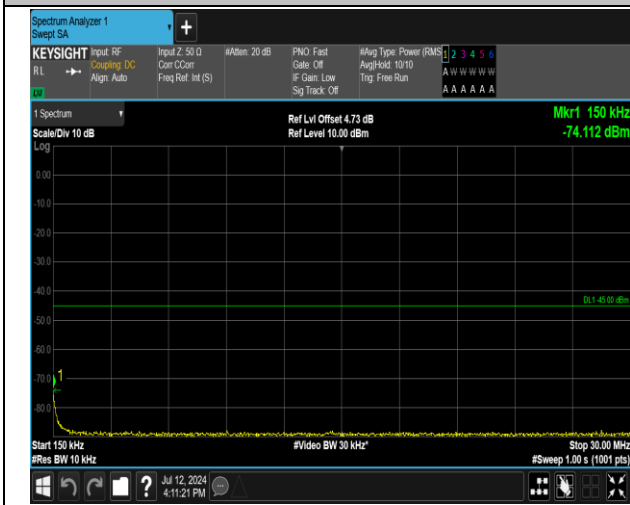 Spectrum Analyzer 1
Swept SA
+
KEYSIGHT Input: RF Input Z: 50 Ω #Atten: 20 dB PNO: Fast #Avg Type: Power (RMS 1 2 3 4 5 6
RL Coupling: DC Corr CCorr Gate: Off Avg|Hold: 10/10 A W W W W W
Align: Auto Freq Ref: Int (S) IF Gain: Low Trig: Free Run
Sig Track: Off A A A A A A
1 Spectrum Ref Lvl Offset 4.73 dB Mkr1 150 kHz
Scale/Div 10 dB Ref Level 10.00 dBm -74.112 dBm
Log
0.00
-10.0
-20.0
-30.0
-40.0
DL1 -45.00 dBm
-50.0
-60.0
-70.0 1
-80.0
Start 150 kHz #Video BW 30 kHz* Stop 30.00 MHz
#Res BW 10 kHz #Sweep 1.00 s (1001 pts)
? Jul 12, 2024
4:11:21 PM